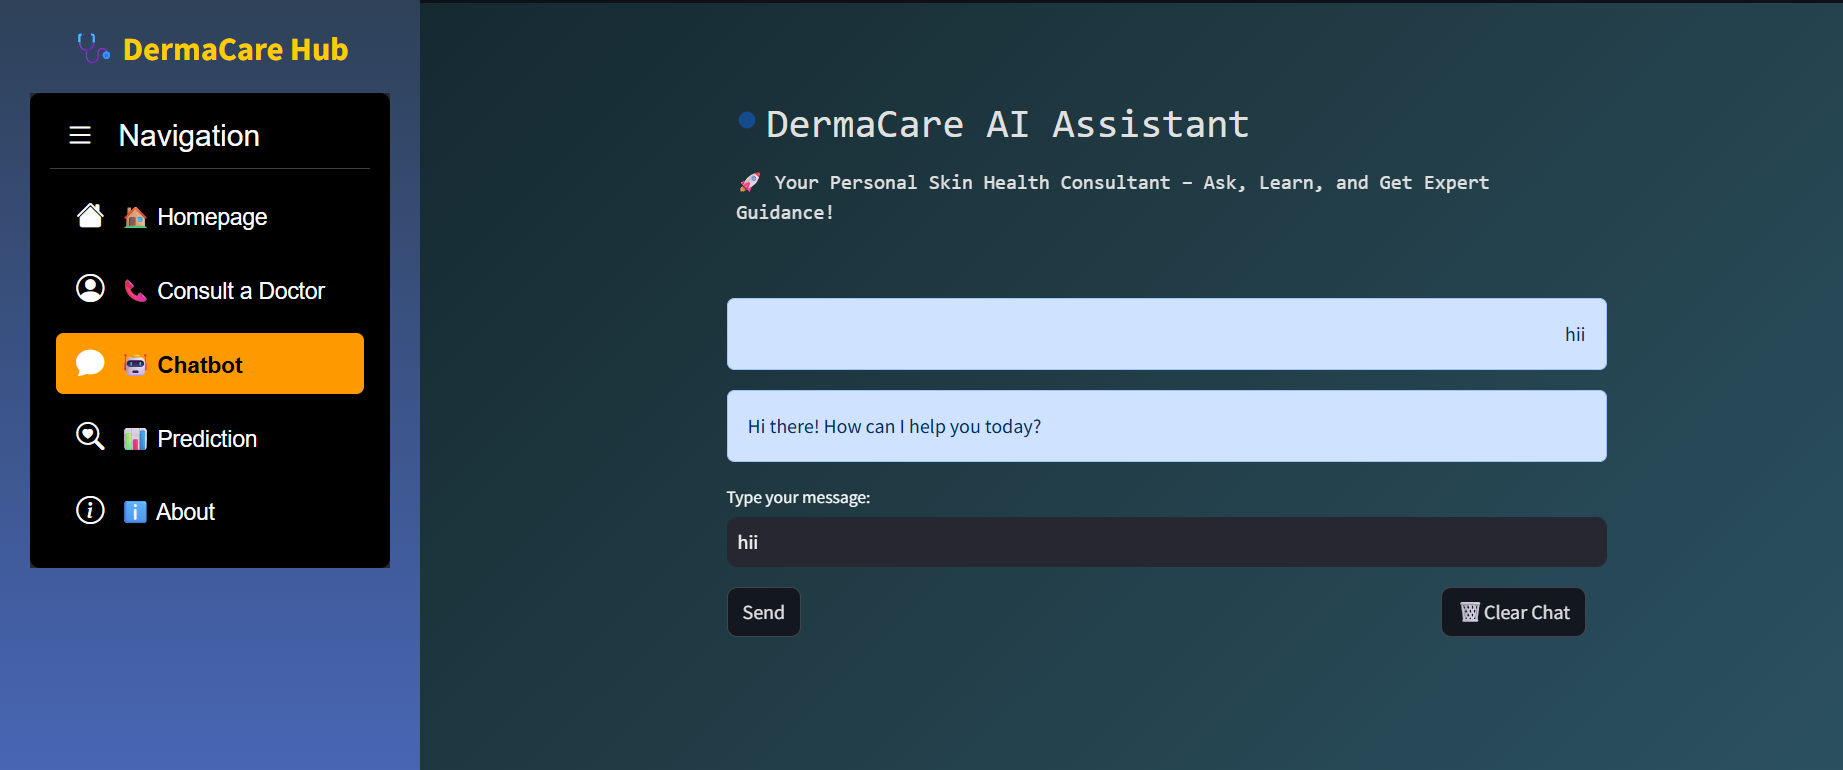 DermaCare Hub
Navigation
Homepage
Consult a Doctor
Chatbot
Prediction
About
DermaCare AI Assistant
Your Personal Skin Health Consultant – Ask, Learn, and Get Expert
Guidance!
hii
Hi there! How can I help you today?
Type your message:
hii
Send
Clear Chat